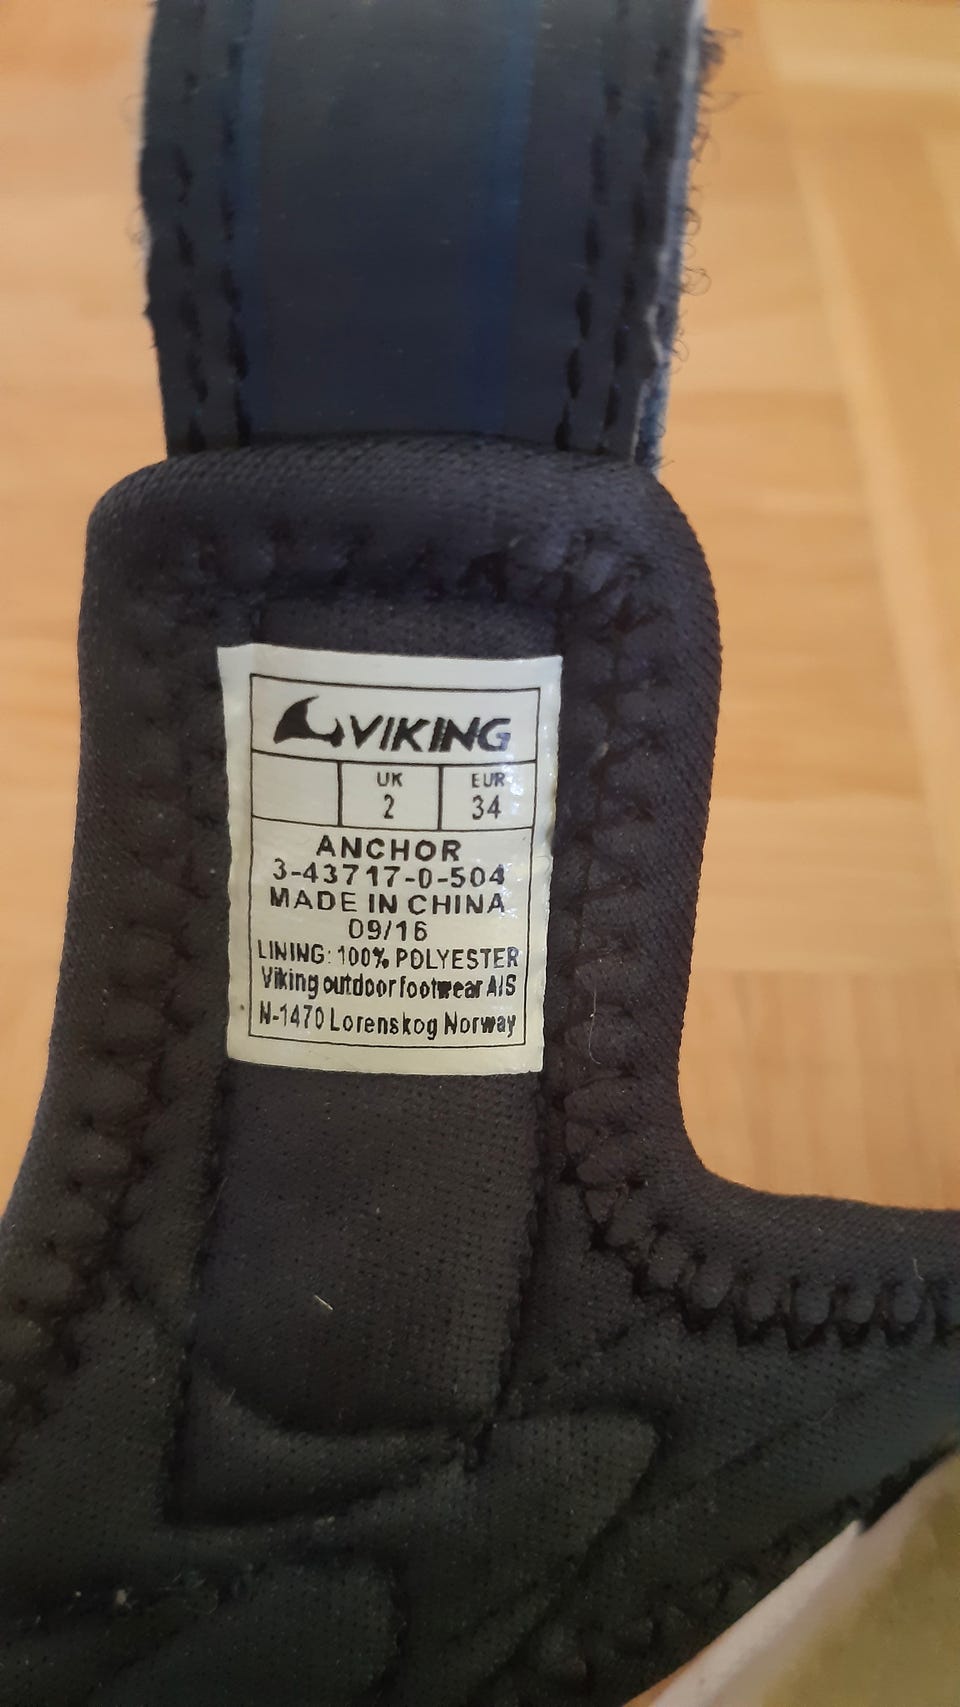 VIKING
UK EUR
2 34
ANCHOR
3-43717-0-504
MADE IN CHINA
09/16
LINING: 100% POLYESTER
Viking outdoor footwear A/S
N-1470 Lorenskog Norway